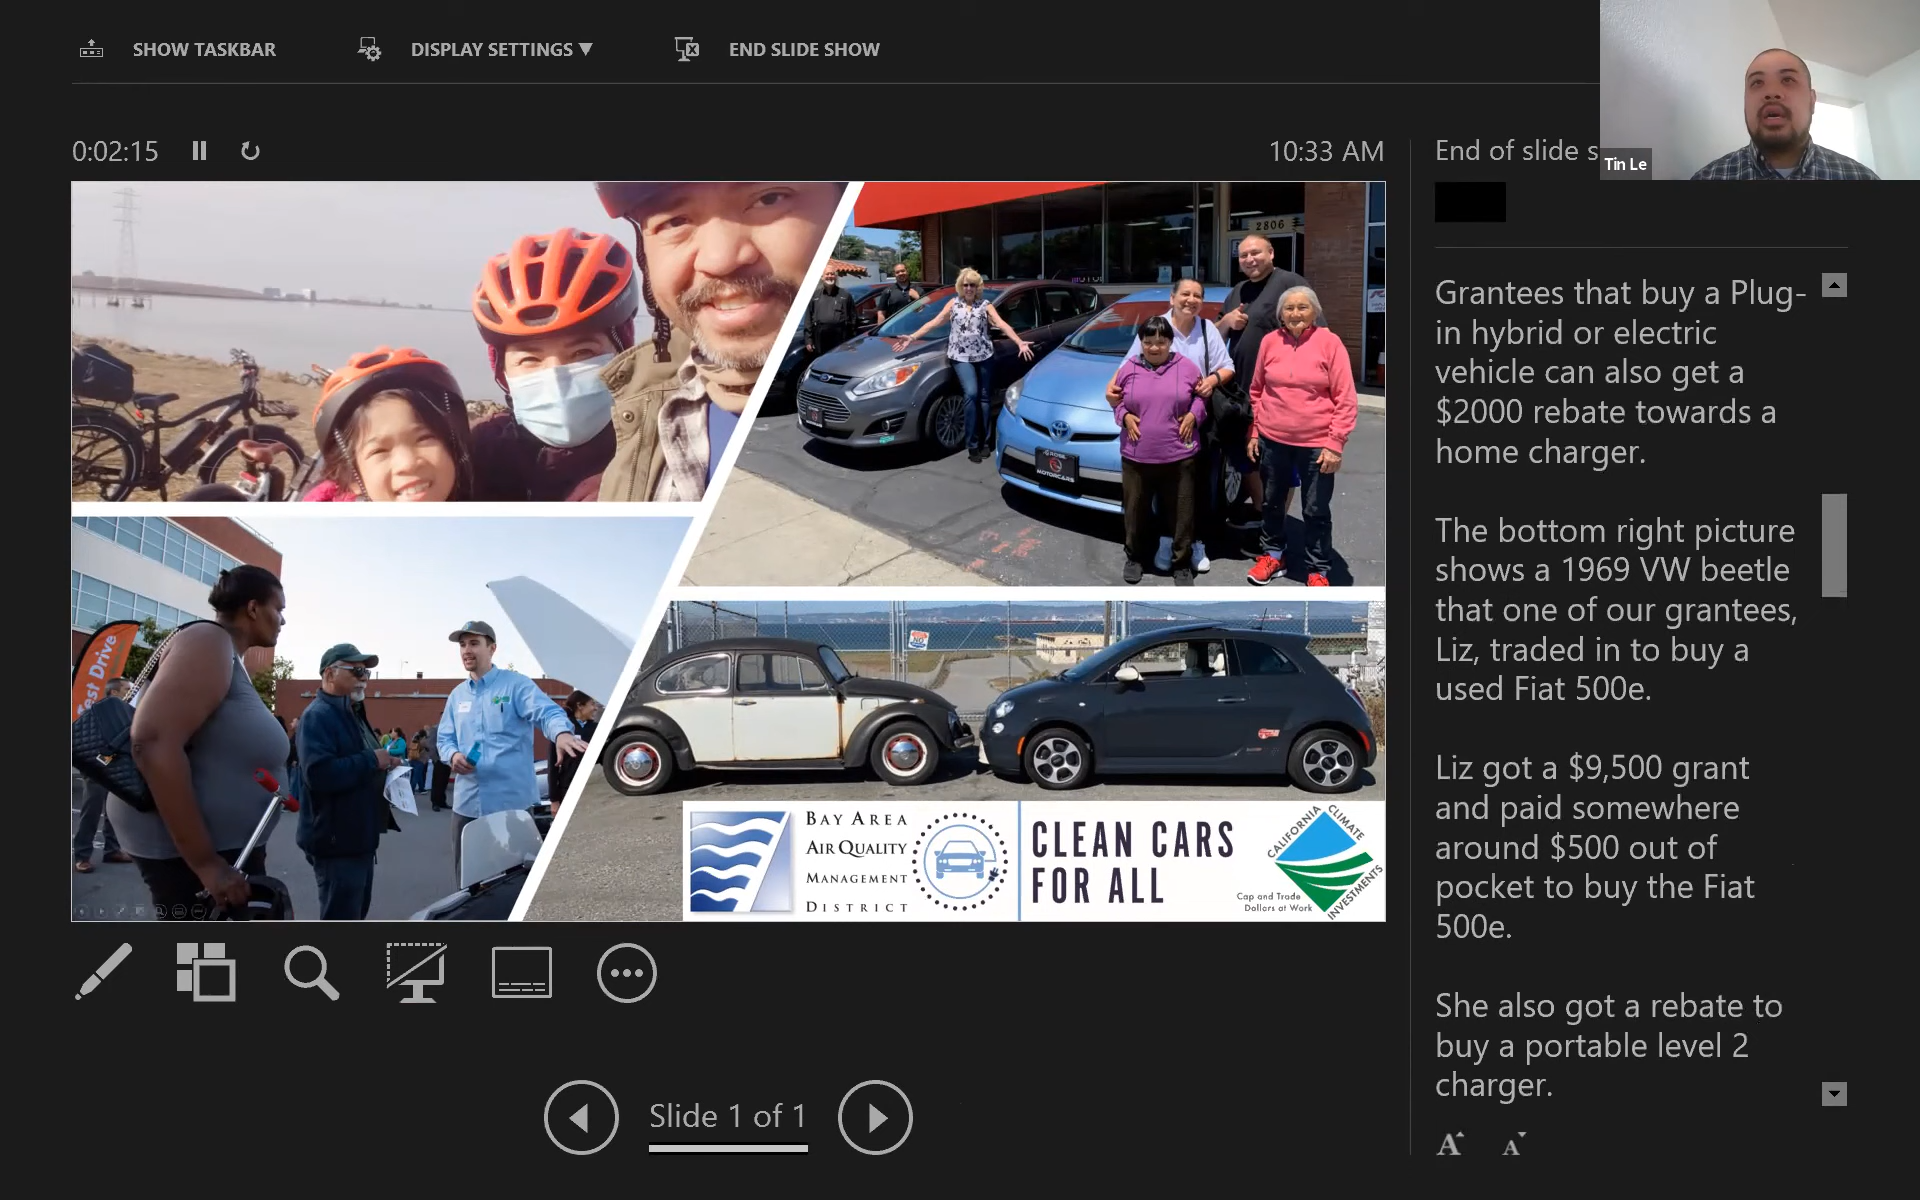 SHOW TASKBAR
DISPLAY SETTINGS ▼
END SLIDE SHOW
0:02:15
10:33 AM
End of slide s
Tin Le
2806
Test Drive
MOTORCARS
BAY AREA
AIR QUALITY
MANAGEMENT
DISTRICT
CLEAN CARS
FOR ALL
CALIFORNIA CLIMATE
INVESTMENTS
Cap and Trade
Dollars at Work
Slide 1 of 1
Grantees that buy a Plug-
in hybrid or electric
vehicle can also get a
$2000 rebate towards a
home charger.
The bottom right picture
shows a 1969 VW beetle
that one of our grantees,
Liz, traded in to buy a
used Fiat 500e.
Liz got a $9,500 grant
and paid somewhere
around $500 out of
pocket to buy the Fiat
500e.
She also got a rebate to
buy a portable level 2
charger.
A A